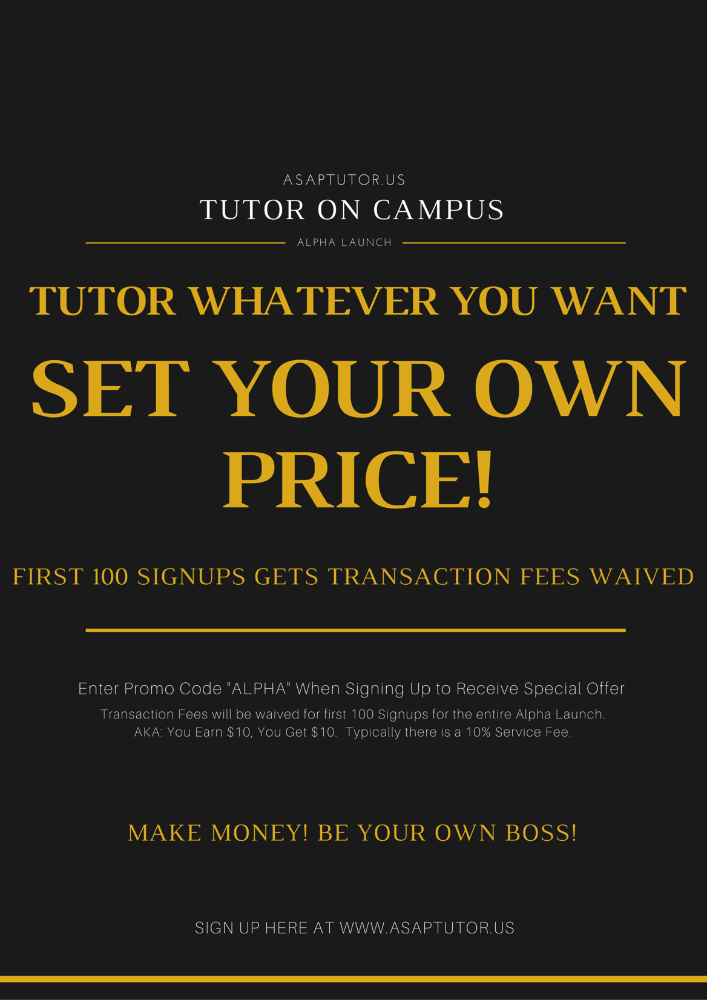 ASAPTUTOR.US
TUTOR ON CAMPUS
ALPHA LAUNCH
TUTOR WHATEVER YOU WANT
SET YOUR OWN
PRICE!
FIRST 100 SIGNUPS GETS TRANSACTION FEES WAIVED
Enter Promo Code "ALPHA" When Signing Up to Receive Special Offer
Transaction Fees will be waived for first 100 Signups for the entire Alpha Launch.
AKA: You Earn $10, You Get $10.  Typically there is a 10% Service Fee.
MAKE MONEY! BE YOUR OWN BOSS!
SIGN UP HERE AT WWW.ASAPTUTOR.US